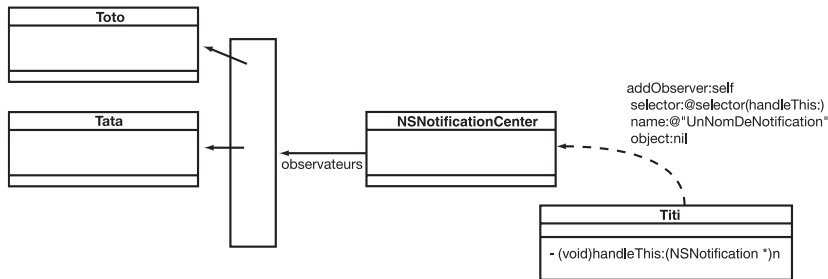 Toto
Tata
observateurs
NSNotificationCenter
addObserver:self
selector:@selector(handleThis:)
name:@"UnNomDeNotification"
object:nil
Titi
- (void)handleThis:(NSNotification *)n